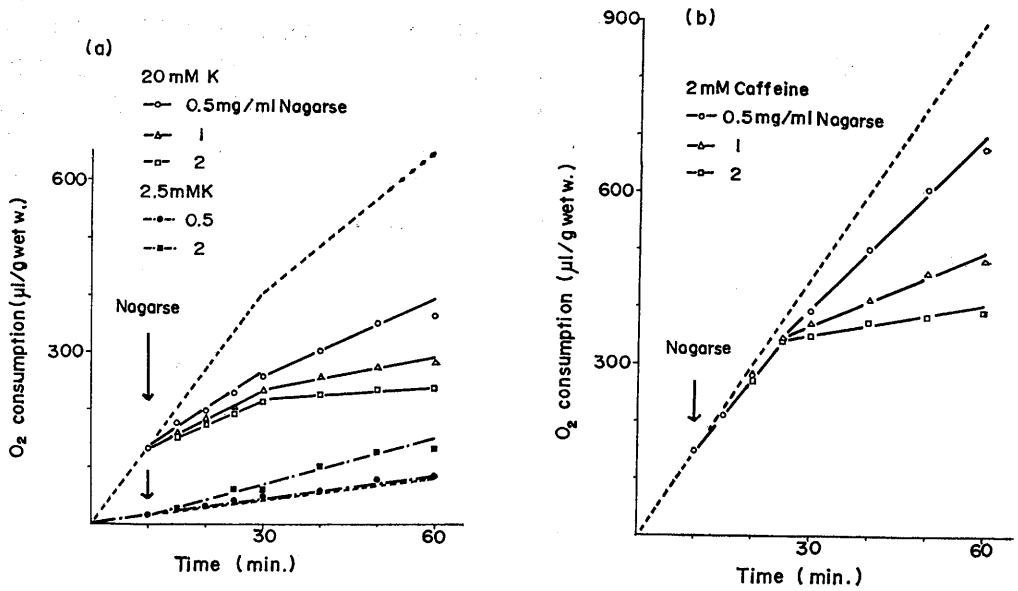 (a)
20 mM K
0.5 mg/ml Nagarse
1
2
2.5 mM K
0.5
2
600
300
Nagarse
O₂ consumption (μl/g wet w.)
30
60
Time (min.)
(b)
900
2 mM Caffeine
0.5 mg/ml Nagarse
1
2
600
300
Nagarse
O₂ consumption (μl/g wet w.)
30
60
Time (min.)